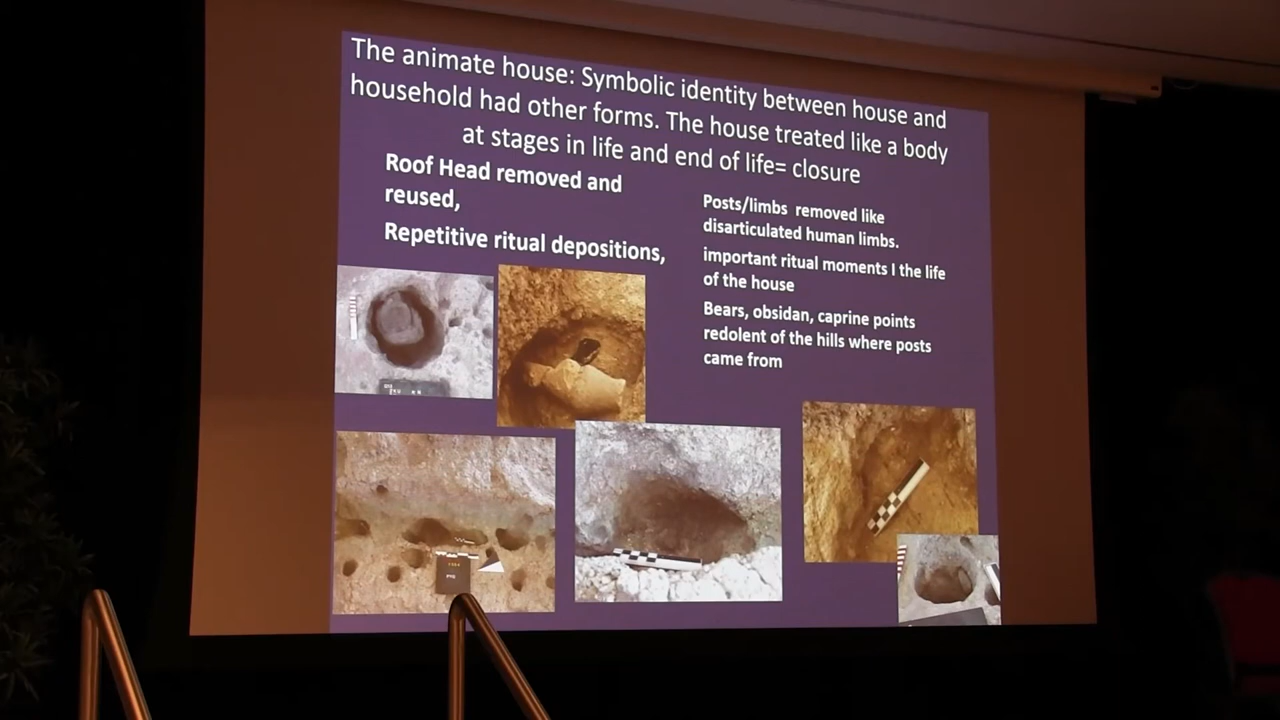 The animate house: Symbolic identity between house and
household had other forms. The house treated like a body
at stages in life and end of life= closure
Roof Head removed and
reused,
Repetitive ritual depositions,
Posts/limbs removed like
disarticulated human limbs.
important ritual moments I the life
of the house
Bears, obsidan, caprine points
redolent of the hills where posts
came from